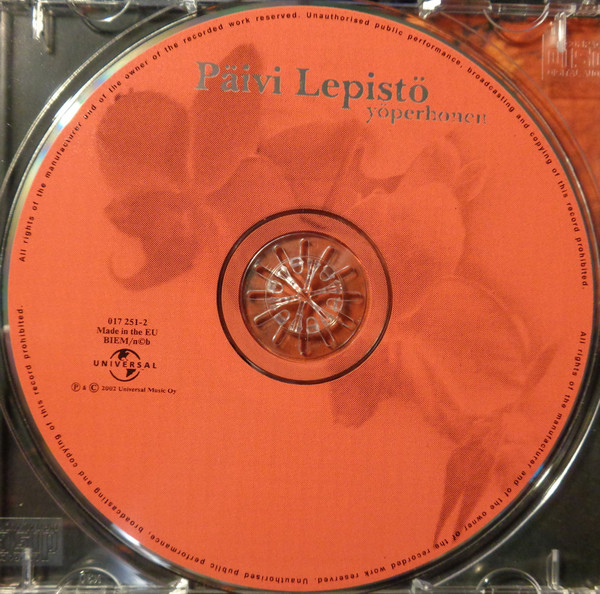 Päivi Lepistö
yöperhonen
All rights of the manufacturer and of the owner of the recorded work reserved. Unauthorised public performance, broadcasting and copying of this record prohibited.
017 251-2
Made in the EU
BIEM/n©b
UNIVERSAL
℗ & © 2002 Universal Music Oy
All rights of the manufacturar and of the owner of the recorded work reserved. Unauthorised public performance, broadcasting and copying of this record prohibited.